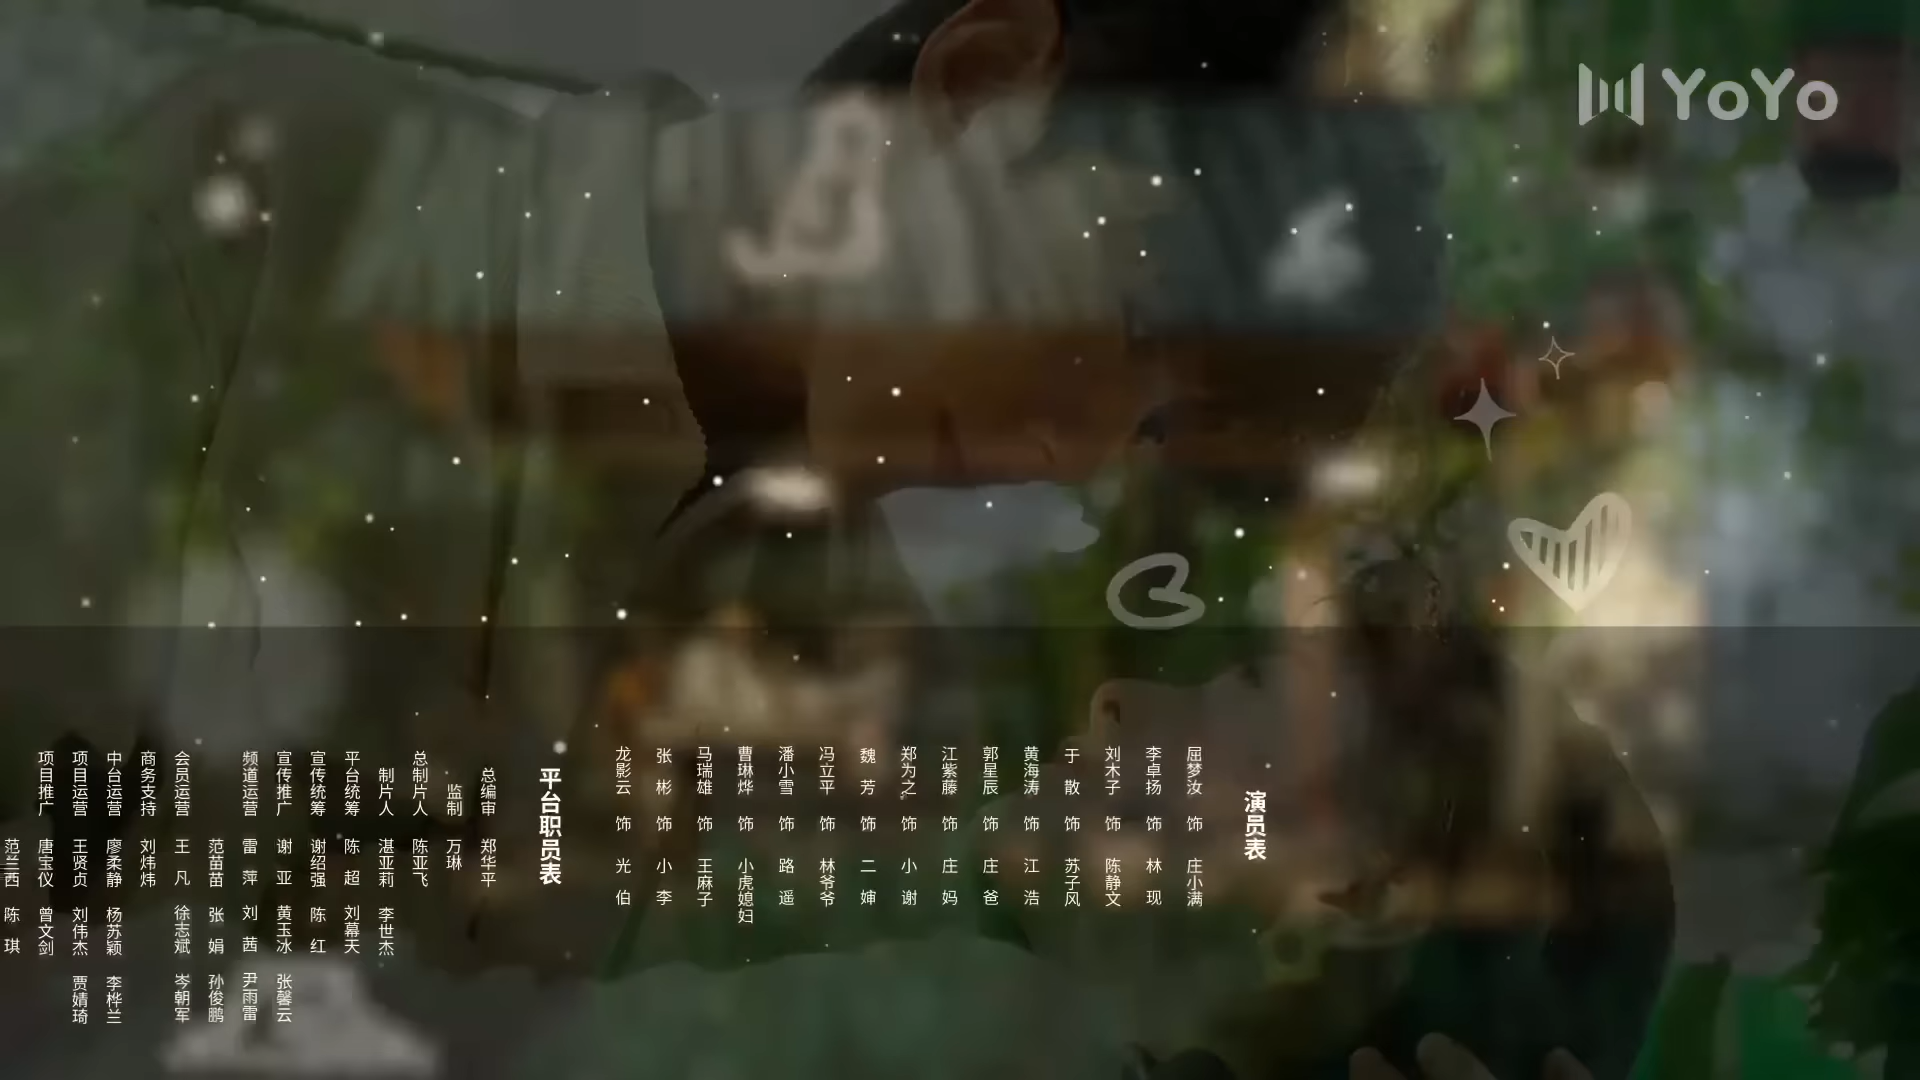 YoYo
演员表
屈梦汝 饰 庄小满
李卓扬 饰 林现
刘木子 饰 陈静文
于散 饰 苏子风
黄海涛 饰 江浩
郭星辰 饰 庄爸
江紫藤 饰 庄妈
郑为之 饰 小谢
魏芳 饰 二婶
冯立平 饰 林爷爷
潘小雪 饰 路遥
曹琳烨 饰 小虎媳妇
马瑞雄 饰 王麻子
张彬 饰 小李
龙影云 饰 光伯
平台职员表
总编审 郑华平
监制 万琳
总制片人 陈亚飞
制片人 湛亚莉 李世杰
平台统筹 陈超 刘幕天
宣传统筹 谢绍强 陈红
宣传推广 谢亚 黄玉冰 张馨云
频道运营 雷萍 刘茜 尹雨雷
范苗苗 张娟 孙俊鹏
会员运营 王凡 徐志斌 岑朝军
商务支持 刘炜炜
中台运营 廖柔静 杨苏颖 李桦兰
项目运营 王贤贞 刘伟杰 贾婧琦
项目推广 唐宝仪 曾文剑
范兰西 陈琪